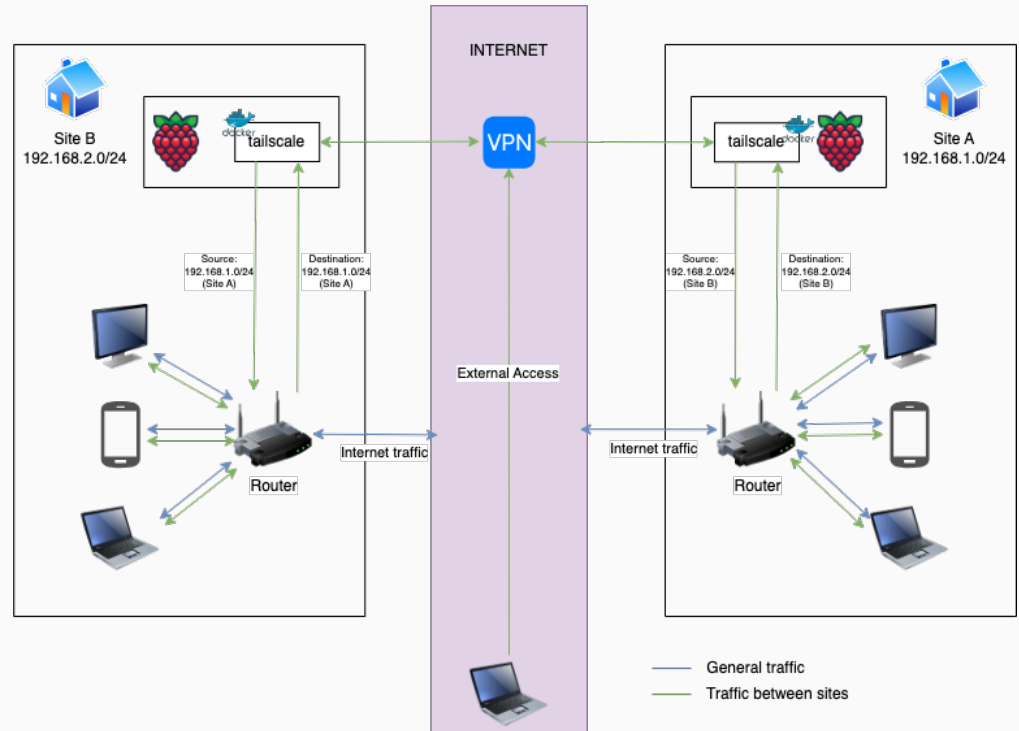 INTERNET
Site B
192.168.2.0/24
docker
tailscale
VPN
tailscale
docker
Site A
192.168.1.0/24
Source:
192.168.1.0/24
(Site A)
Destination:
192.168.1.0/24
(Site A)
Source:
192.168.2.0/24
(Site B)
Destination:
192.168.2.0/24
(Site B)
External Access
Internet traffic
Internet traffic
Router
Router
General traffic
Traffic between sites